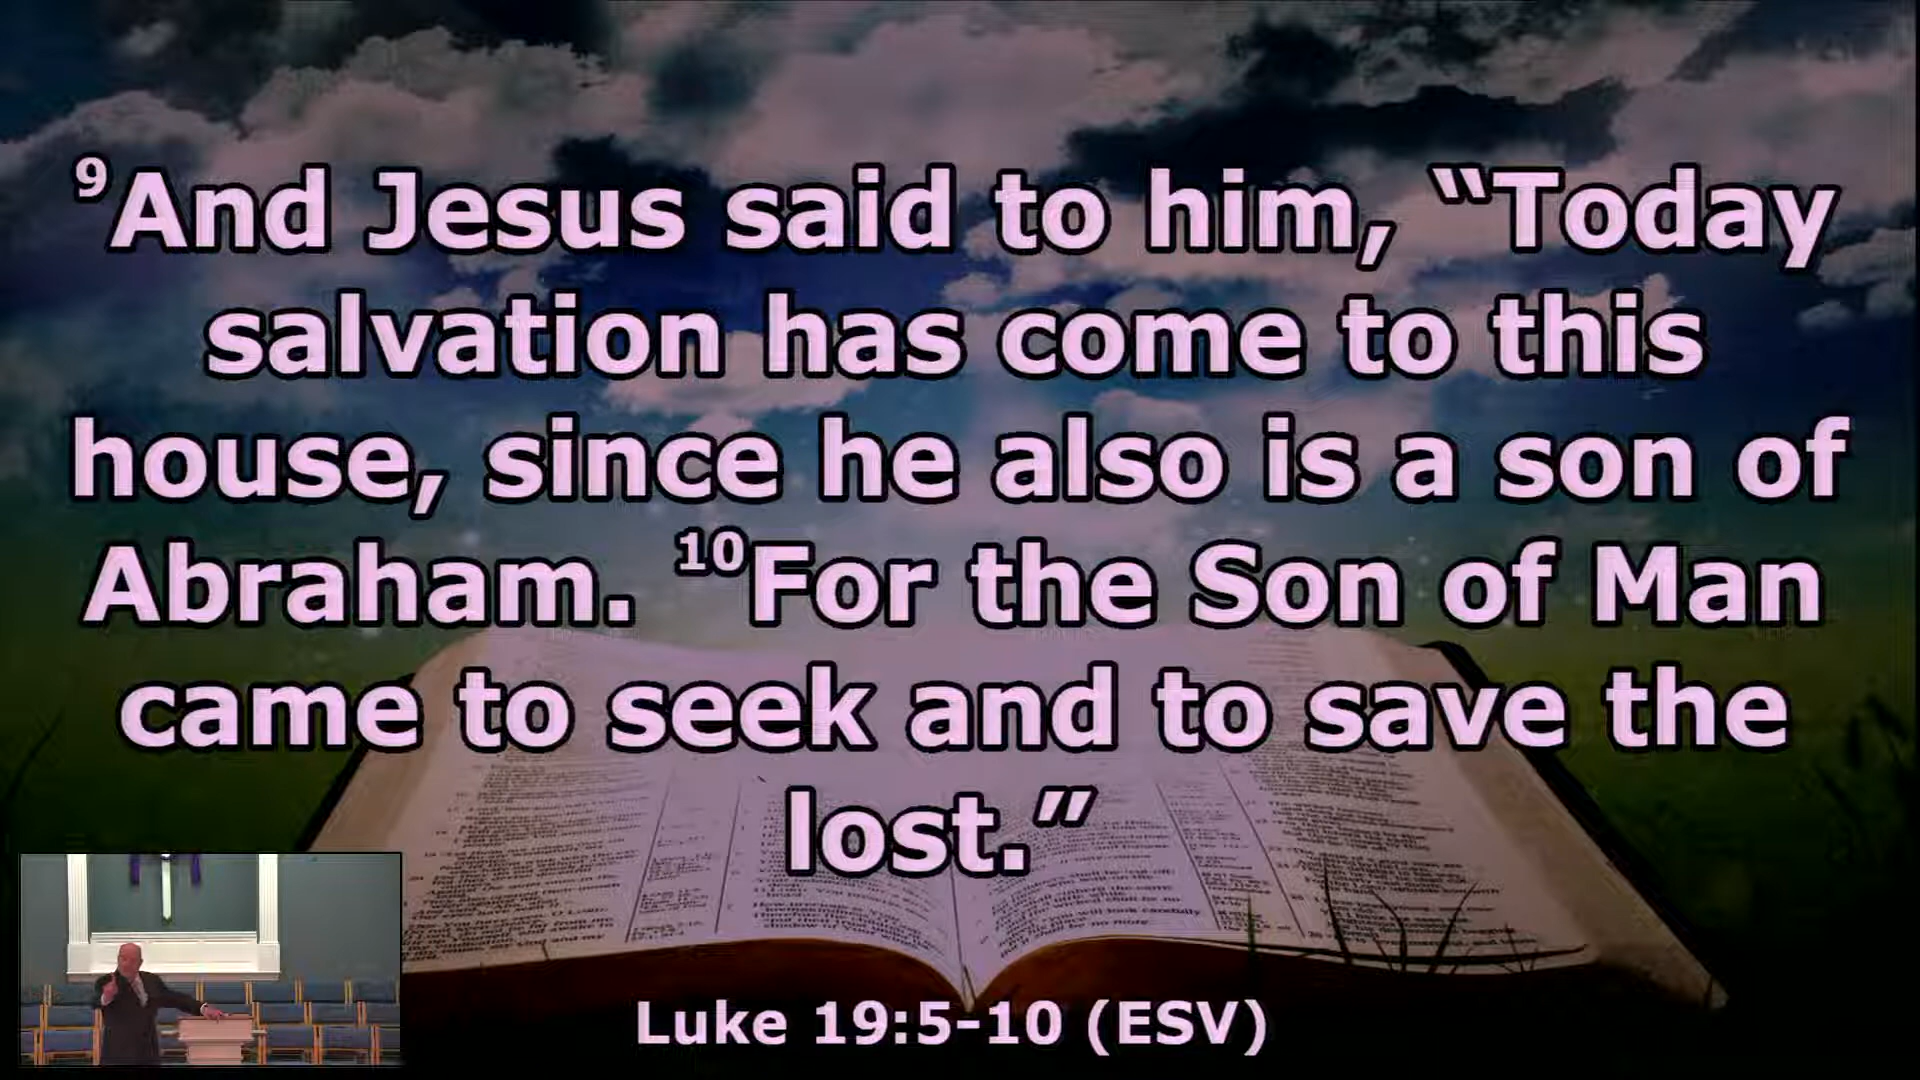 ⁹And Jesus said to him, “Today
salvation has come to this
house, since he also is a son of
Abraham. ¹⁰For the Son of Man
came to seek and to save the
lost.”
Luke 19:5-10 (ESV)